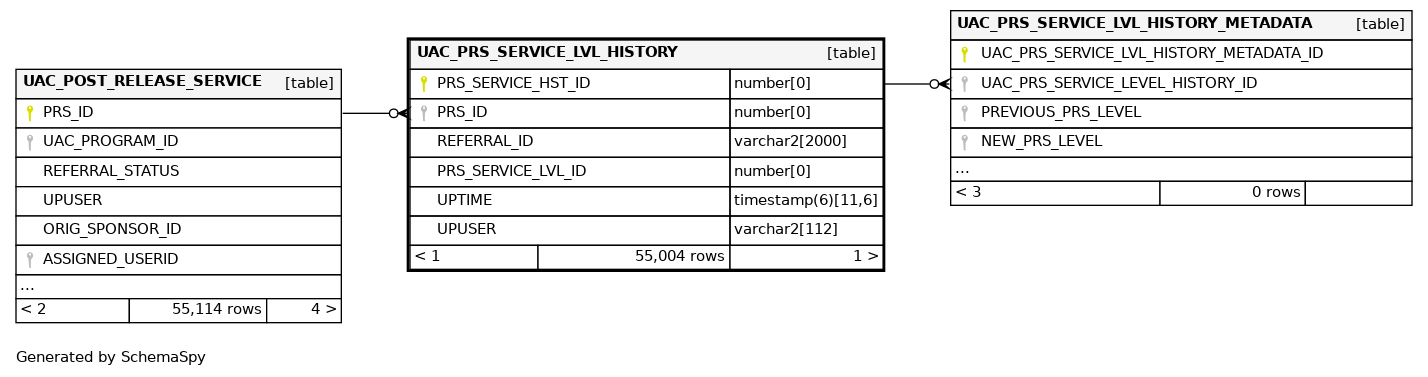 UAC_POST_RELEASE_SERVICE [table]
PRS_ID
UAC_PROGRAM_ID
REFERRAL_STATUS
UPUSER
ORIG_SPONSOR_ID
ASSIGNED_USERID
...
< 2 55,114 rows 4 >
UAC_PRS_SERVICE_LVL_HISTORY [table]
PRS_SERVICE_HST_ID number[0]
PRS_ID number[0]
REFERRAL_ID varchar2[2000]
PRS_SERVICE_LVL_ID number[0]
UPTIME timestamp(6)[11,6]
UPUSER varchar2[112]
< 1 55,004 rows 1 >
UAC_PRS_SERVICE_LVL_HISTORY_METADATA [table]
UAC_PRS_SERVICE_LVL_HISTORY_METADATA_ID
UAC_PRS_SERVICE_LEVEL_HISTORY_ID
PREVIOUS_PRS_LEVEL
NEW_PRS_LEVEL
...
< 3 0 rows
Generated by SchemaSpy